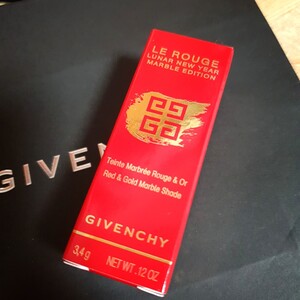 LE ROUGE
LUNAR NEW YEAR
MARBLE EDITION
Teinte Marbrée Rouge & Or
Red & Gold Marble Shade
GIVENCHY
3,4 g NET WT. .12 OZ
GIVENC